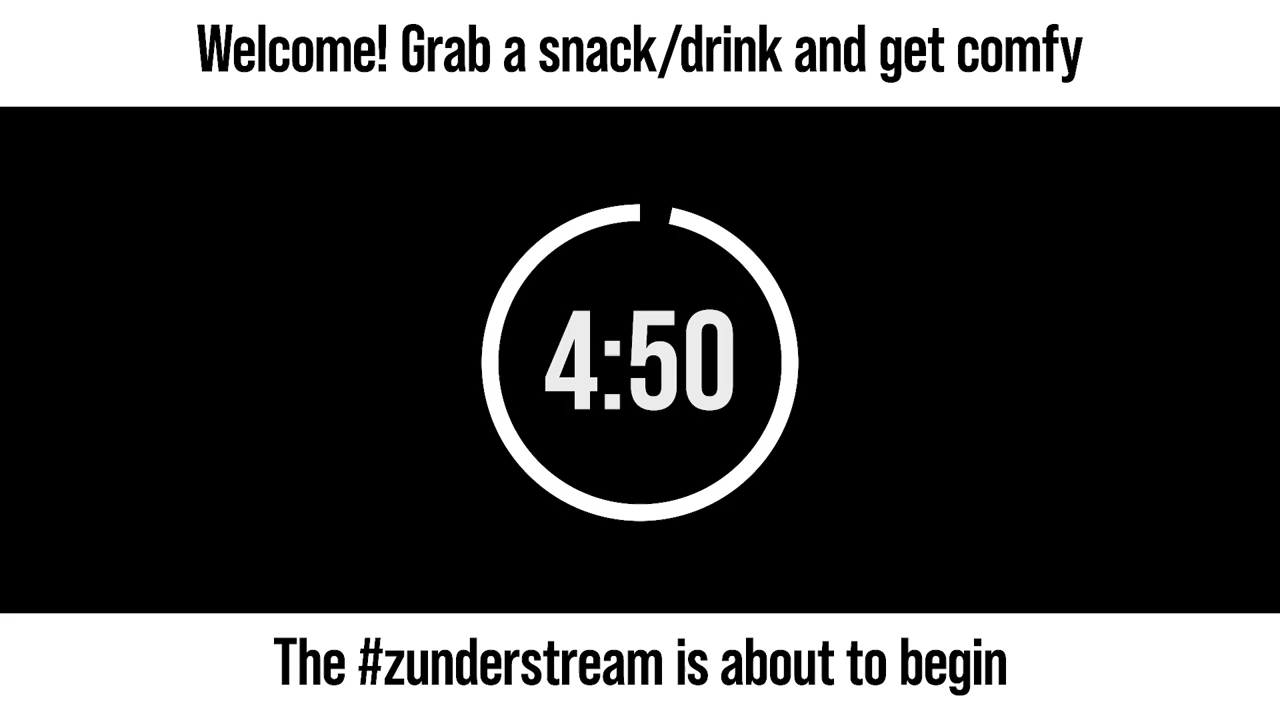 Welcome! Grab a snack/drink and get comfy
4:50
The #zunderstream is about to begin